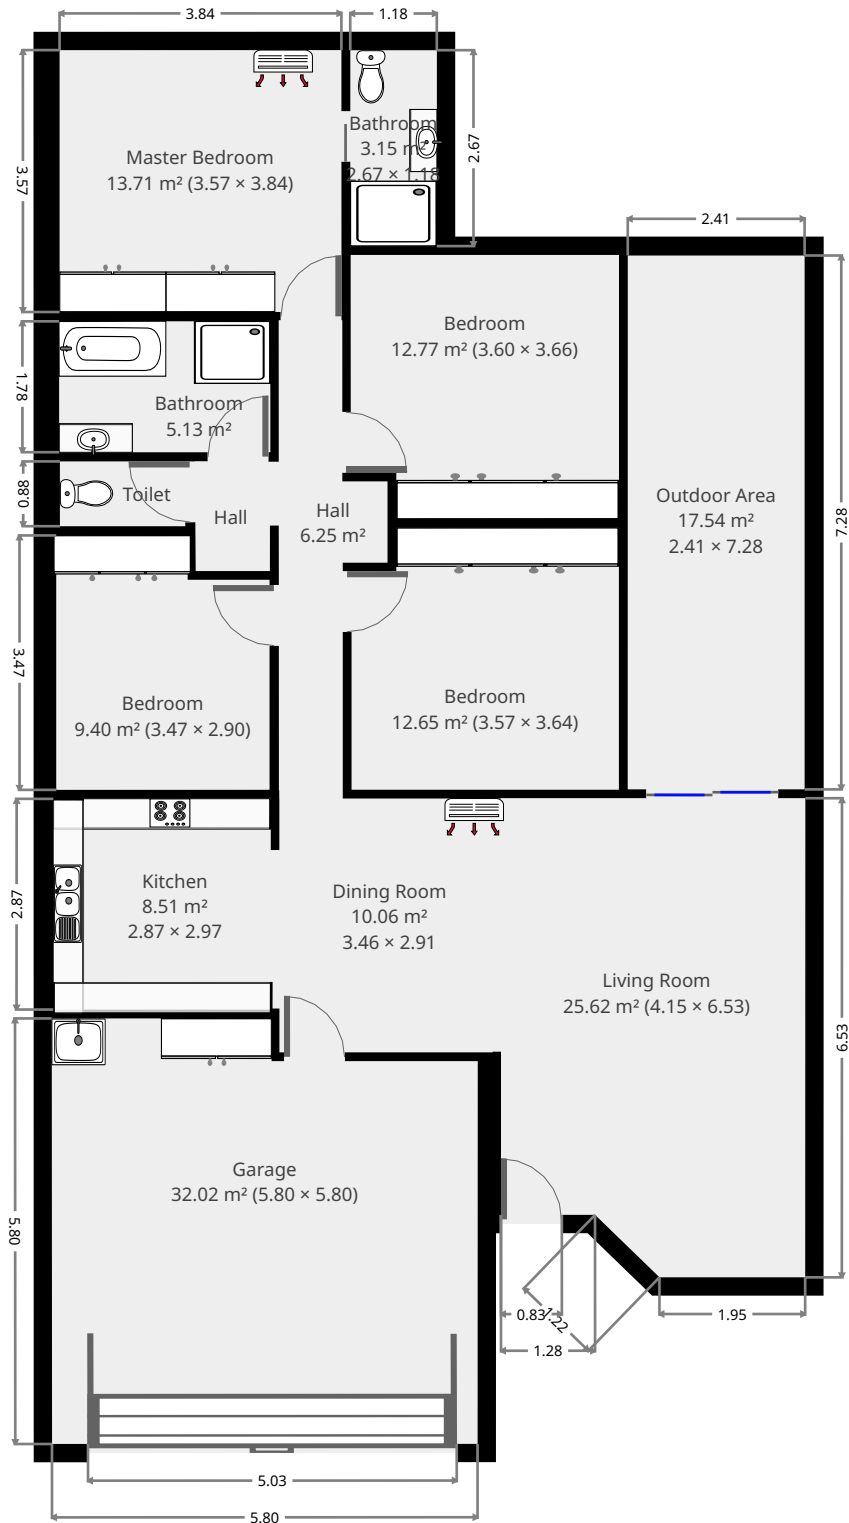 3.84
1.18
Bathroom
3.15 m²
2.67 × 1.18
2.67
Master Bedroom
13.71 m² (3.57 × 3.84)
3.57
2.41
Bedroom
12.77 m² (3.60 × 3.66)
1.78
Bathroom
5.13 m²
0.88
Toilet
Hall
Hall
6.25 m²
Outdoor Area
17.54 m²
2.41 × 7.28
7.28
3.47
Bedroom
9.40 m² (3.47 × 2.90)
Bedroom
12.65 m² (3.57 × 3.64)
2.87
Kitchen
8.51 m²
2.87 × 2.97
Dining Room
10.06 m²
3.46 × 2.91
Living Room
25.62 m² (4.15 × 6.53)
6.53
Garage
32.02 m² (5.80 × 5.80)
5.80
0.83
1.22
1.95
1.28
5.03
5.80